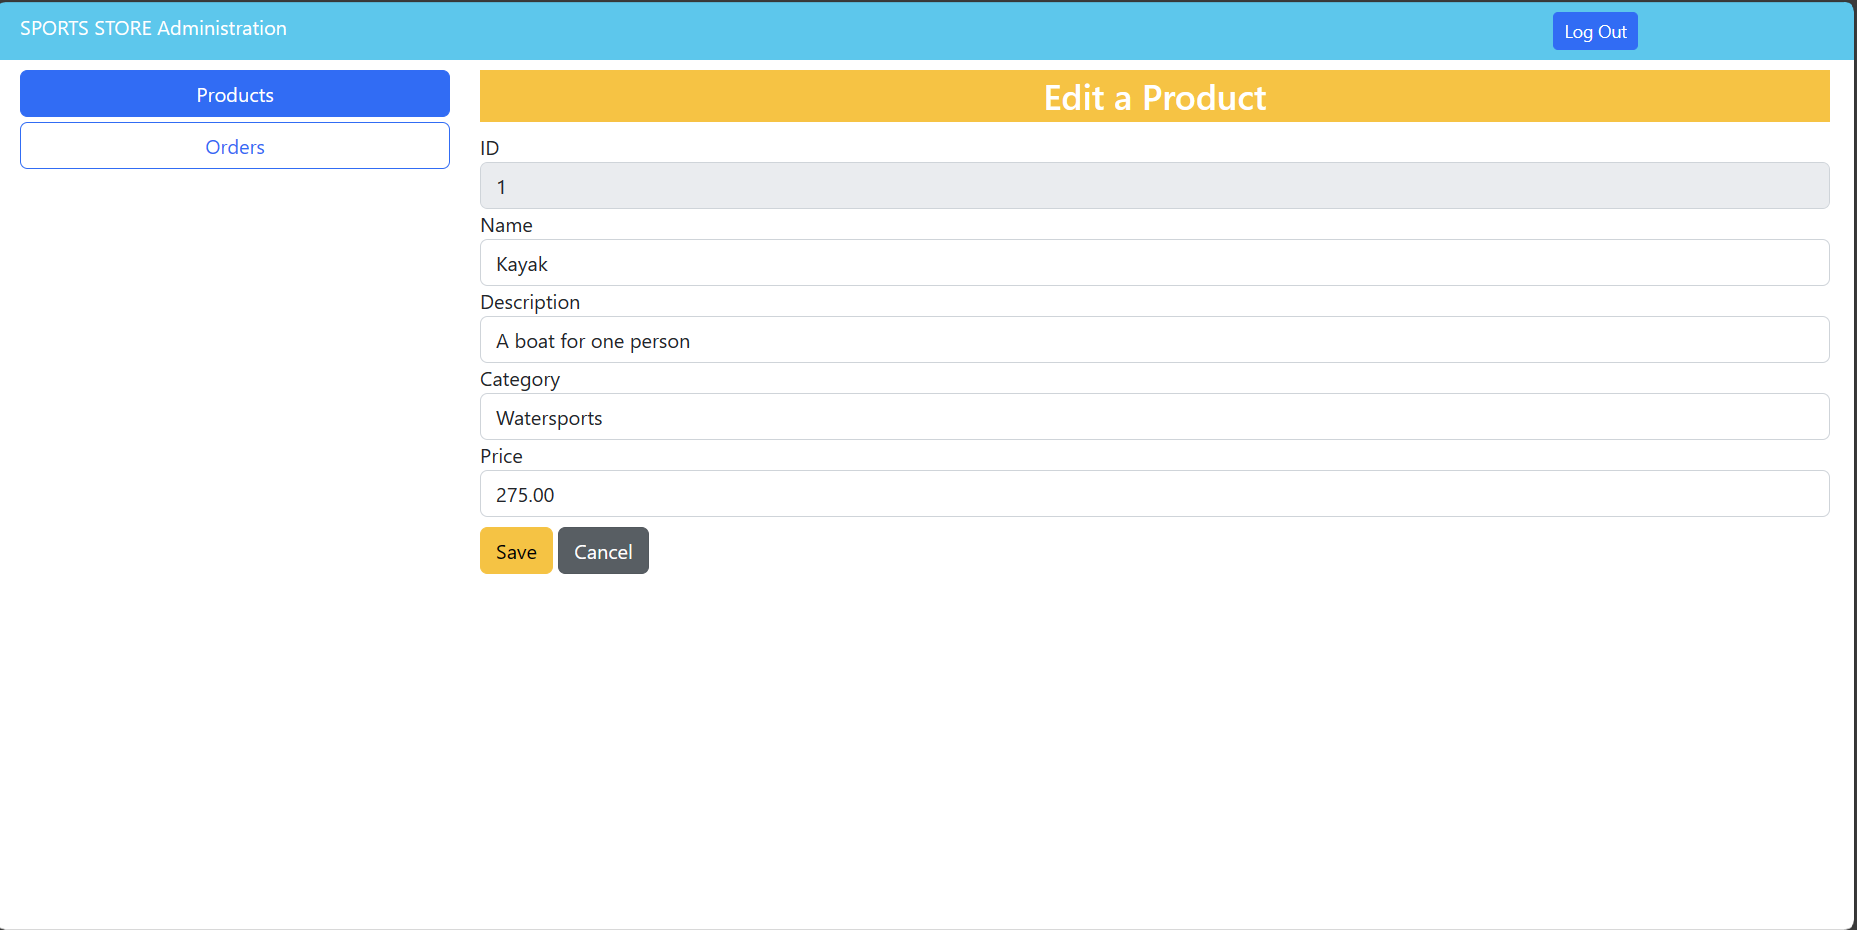 SPORTS STORE Administration
Log Out
Products
Orders
Edit a Product
ID
1
Name
Kayak
Description
A boat for one person
Category
Watersports
Price
275.00
Save
Cancel